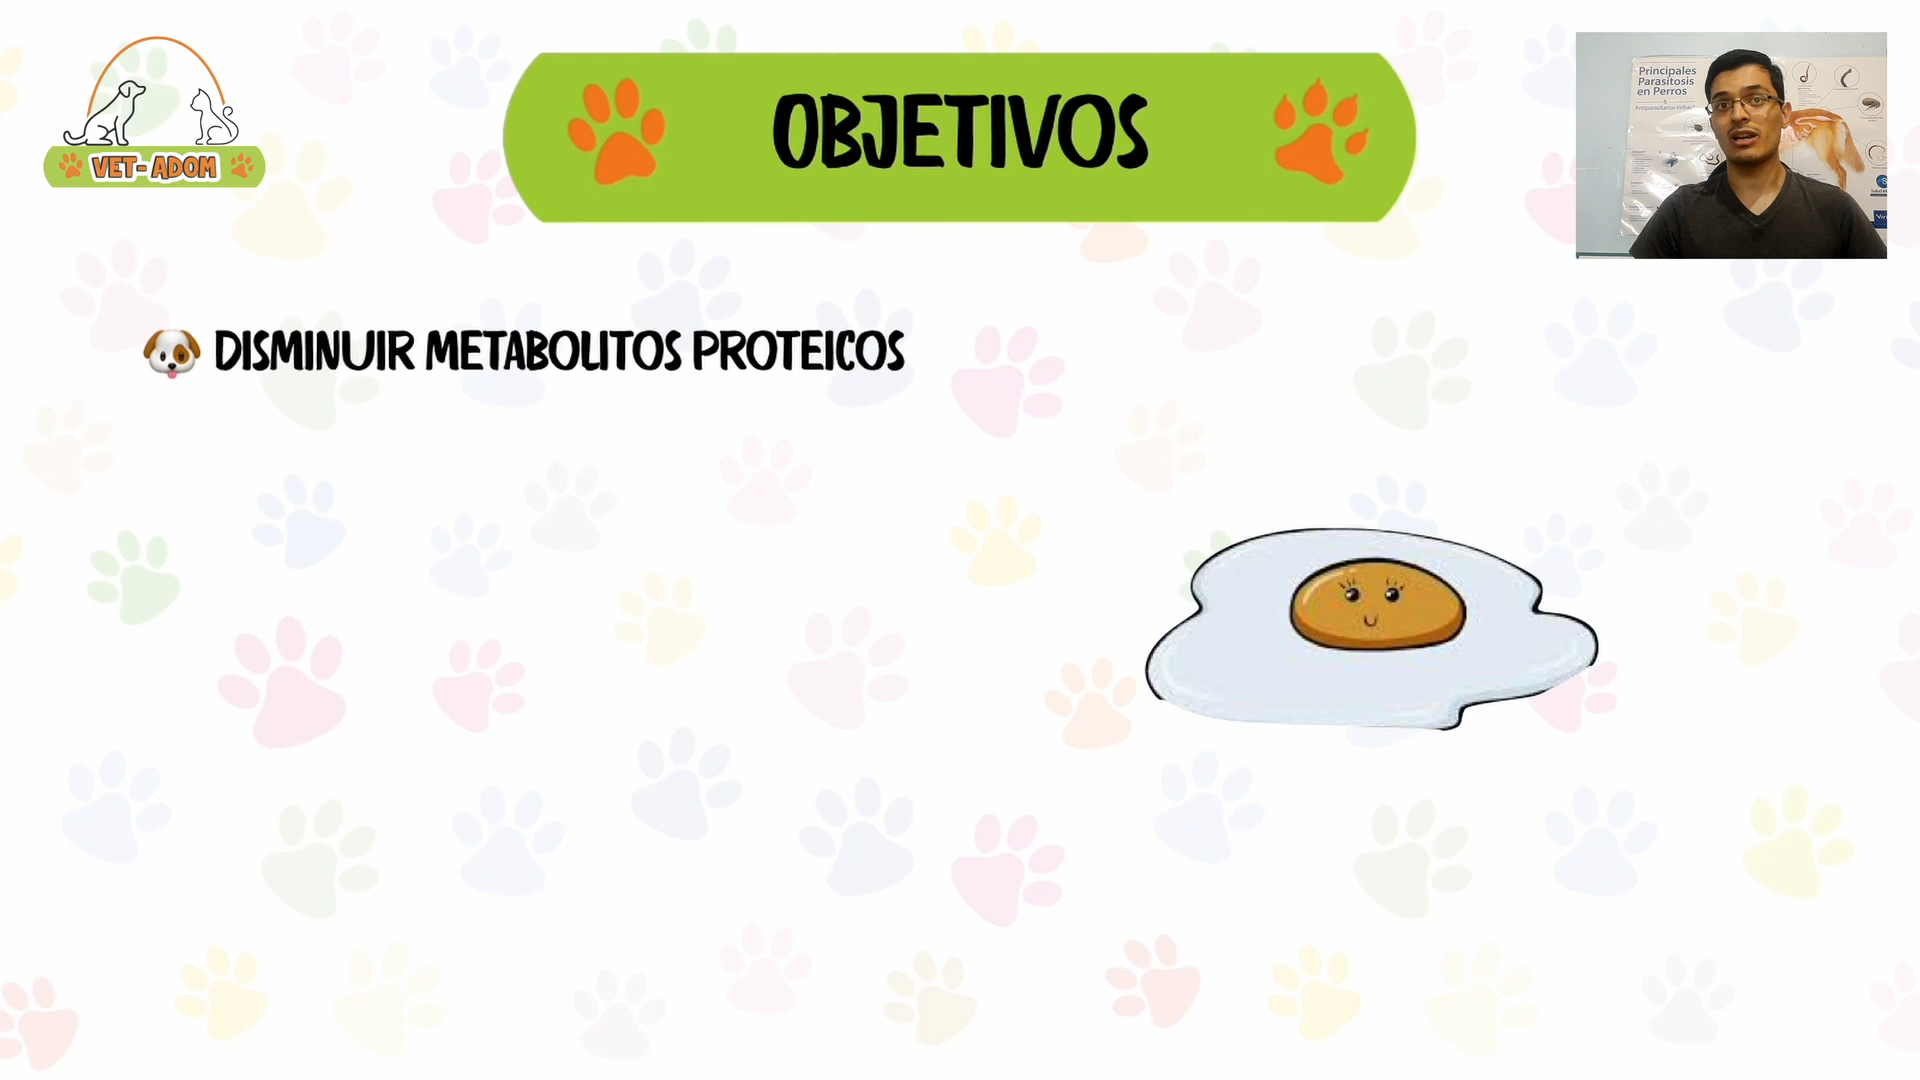 VET-ADOM
OBJETIVOS
Principales
Parasitosis
en Perros
DISMINUIR METABOLITOS PROTEICOS